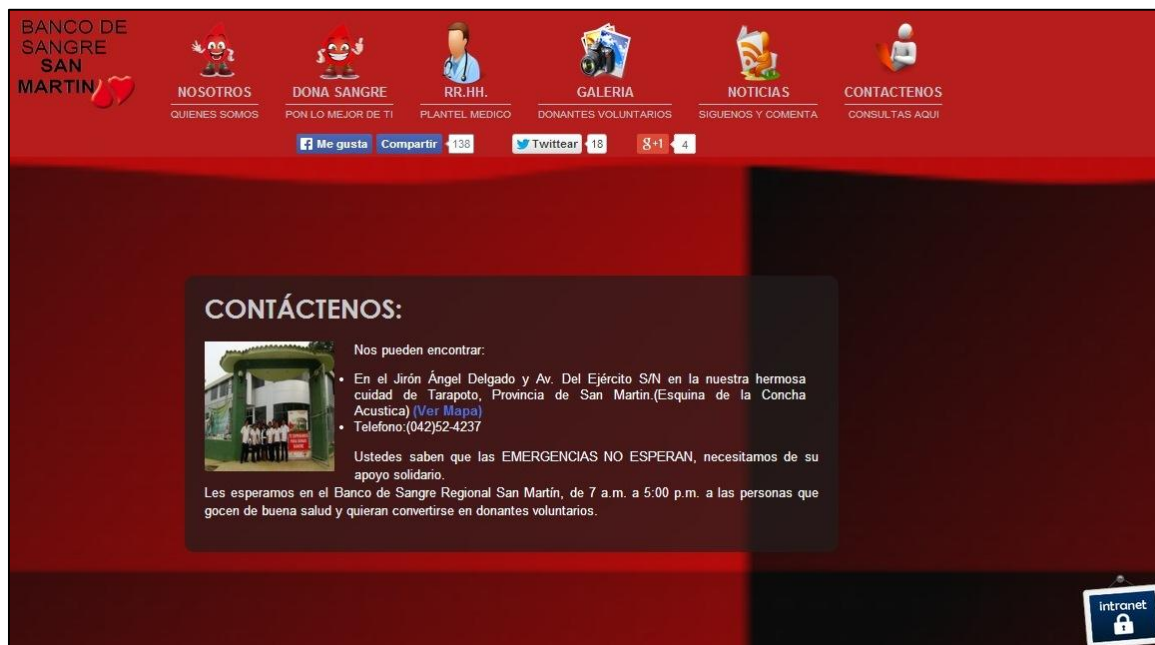 BANCO DE
SANGRE
SAN
MARTIN
NOSOTROS
QUIENES SOMOS
DONA SANGRE
PON LO MEJOR DE TI
RR.HH.
PLANTEL MEDICO
GALERIA
DONANTES VOLUNTARIOS
NOTICIAS
SIGUENOS Y COMENTA
CONTACTENOS
CONSULTAS AQUI
Me gusta Compartir 138
Twittear 18
g+1 4
CONTÁCTENOS:
Nos pueden encontrar:
• En el Jirón Ángel Delgado y Av. Del Ejército S/N en la nuestra hermosa
cuidad de Tarapoto, Provincia de San Martin.(Esquina de la Concha
Acustica) (Ver Mapa)
• Telefono:(042)52-4237
Ustedes saben que las EMERGENCIAS NO ESPERAN, necesitamos de su
apoyo solidario.
Les esperamos en el Banco de Sangre Regional San Martín, de 7 a.m. a 5:00 p.m. a las personas que
gocen de buena salud y quieran convertirse en donantes voluntarios.
intranet